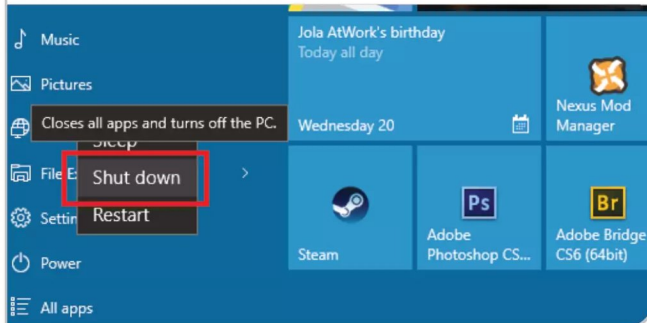 Music
Pictures
Closes all apps and turns off the PC.
Sleep
File E
Shut down
Settin
Restart
Power
All apps
Jola AtWork's birthday
Today all day
Wednesday 20
Nexus Mod
Manager
Steam
Ps
Adobe
Photoshop CS...
Br
Adobe Bridge
CS6 (64bit)